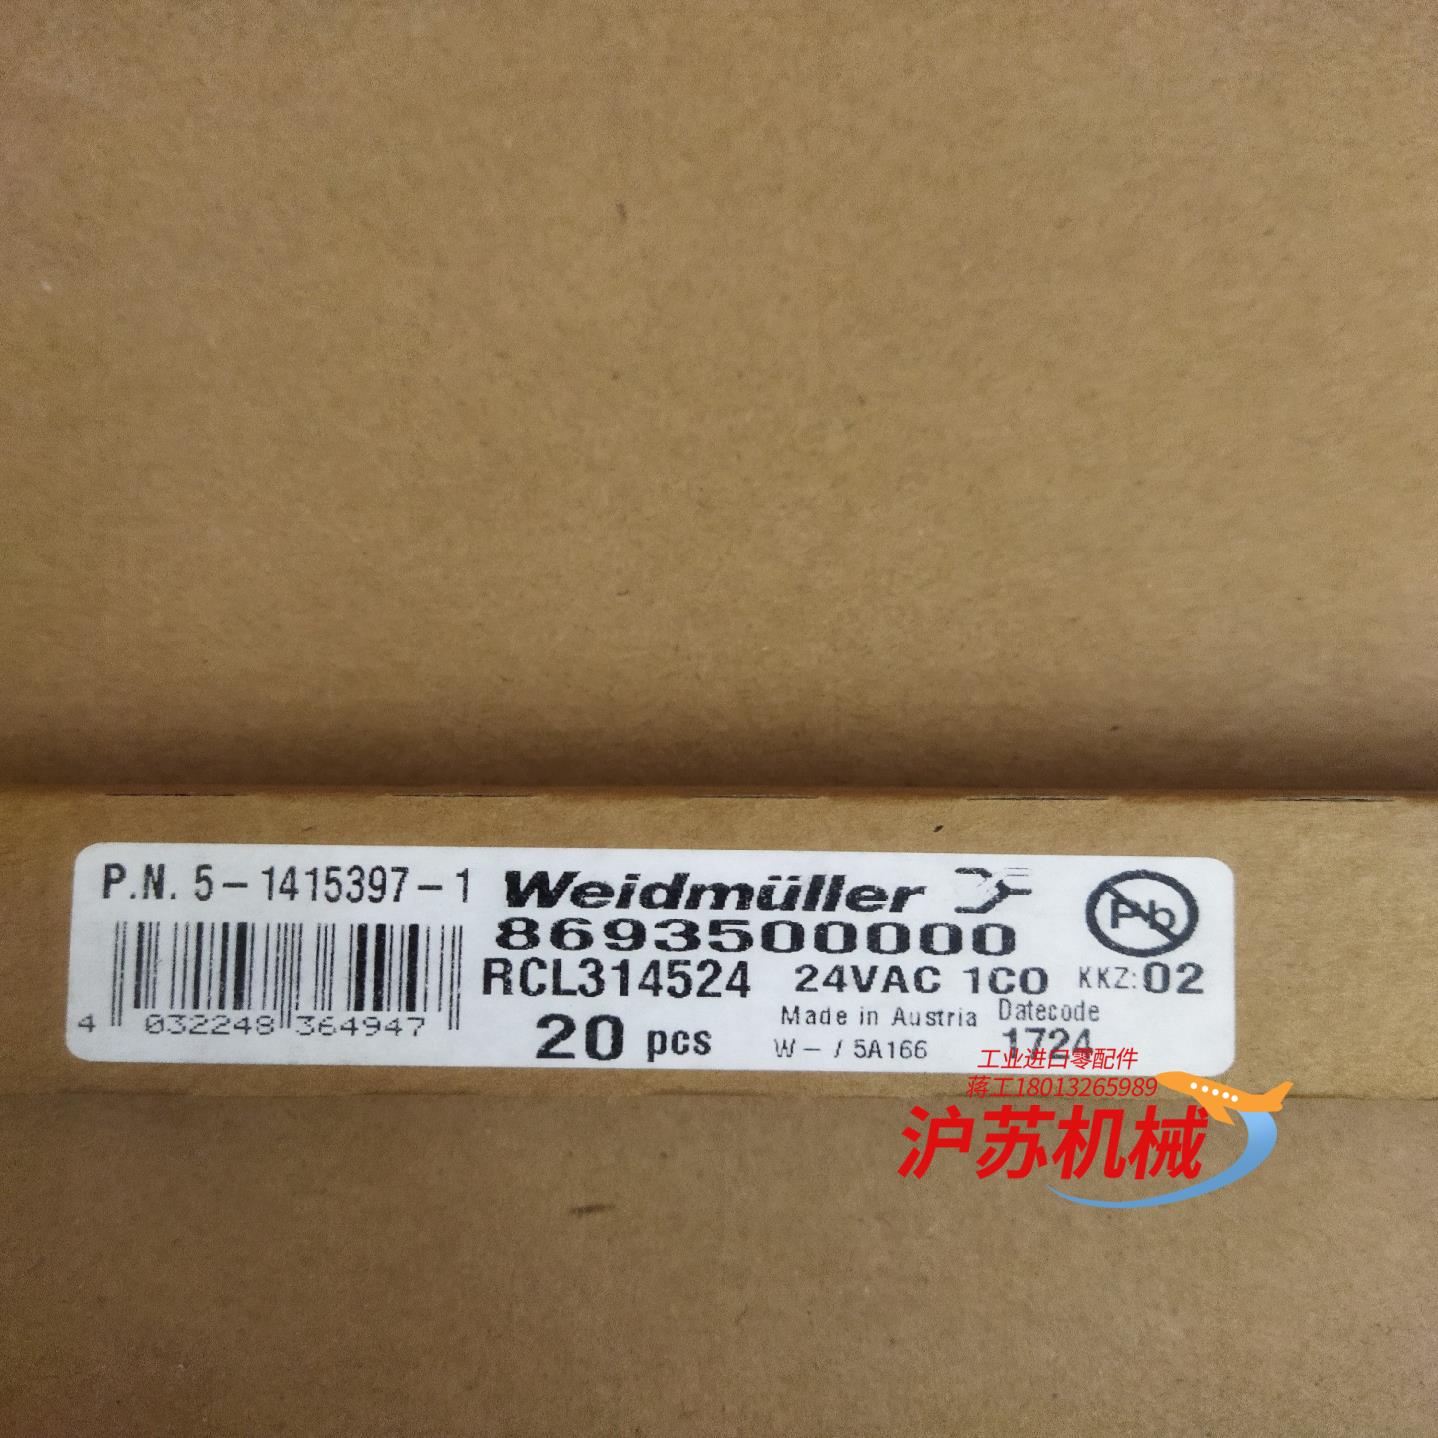 P.N. 5-1415397-1
4 032248 364947
Weidmüller
8693500000
RCL314524 24VAC 1CO KKZ: 02
20 pcs
Made in Austria
W - / 5A166
Datecode
1724
Pb
工业进口零配件
蒋工18013265989
沪苏机械